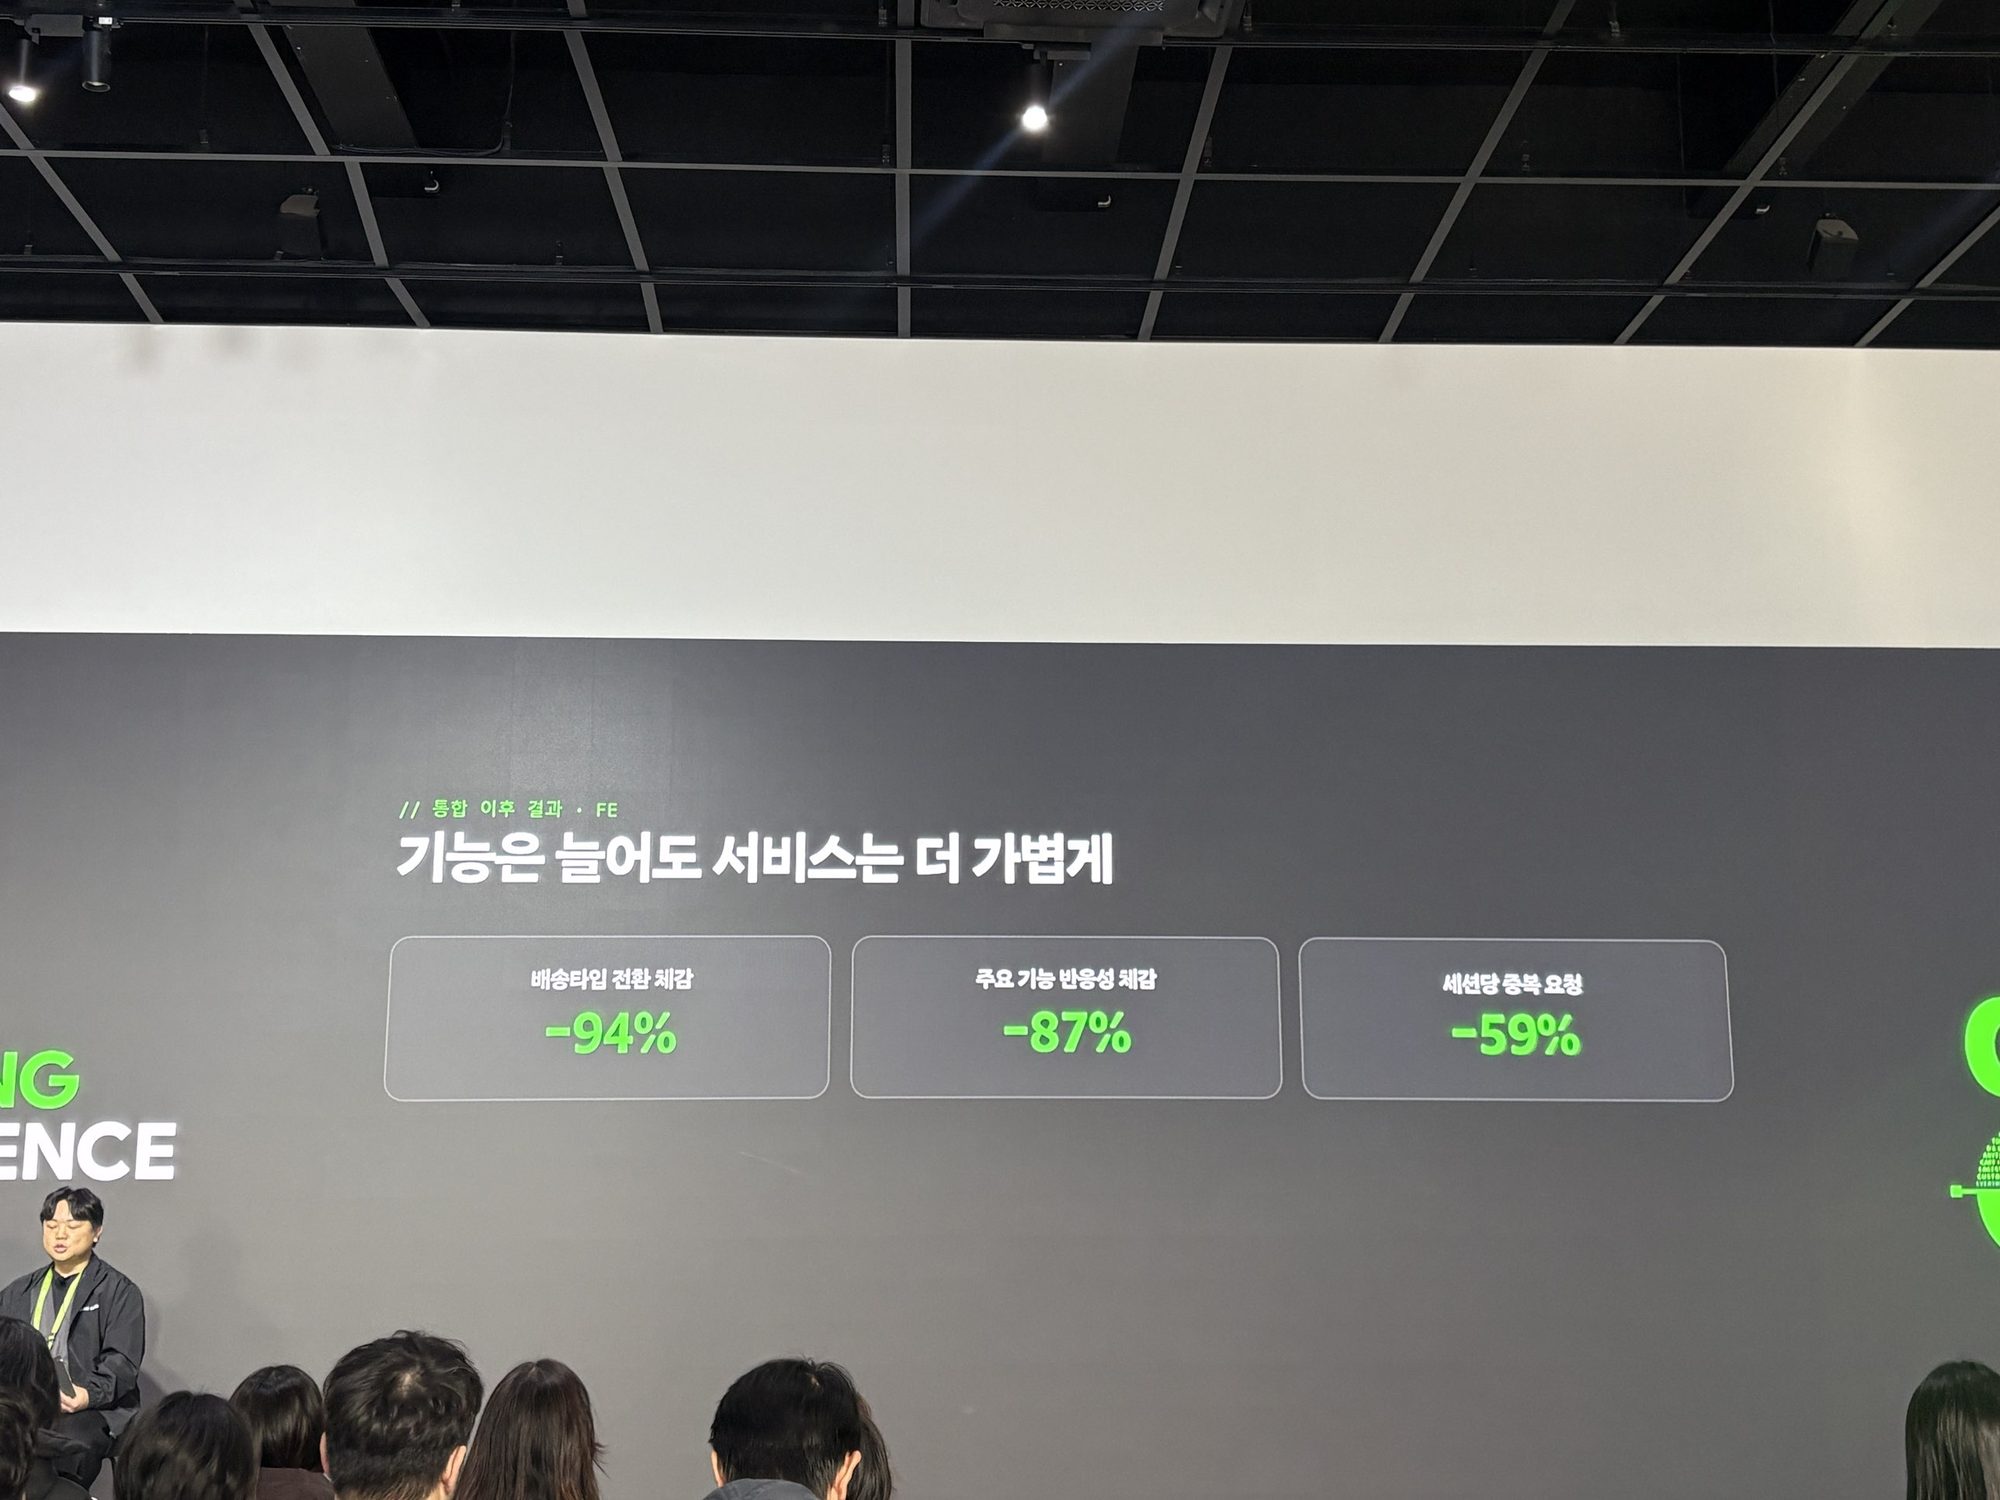 // 통합 이후 결과 · FE
기능은 늘어도 서비스는 더 가볍게
배송타입 전환 체감
-94%
주요 기능 반응성 체감
-87%
세션당 중복 요청
-59%
NG
ENCE